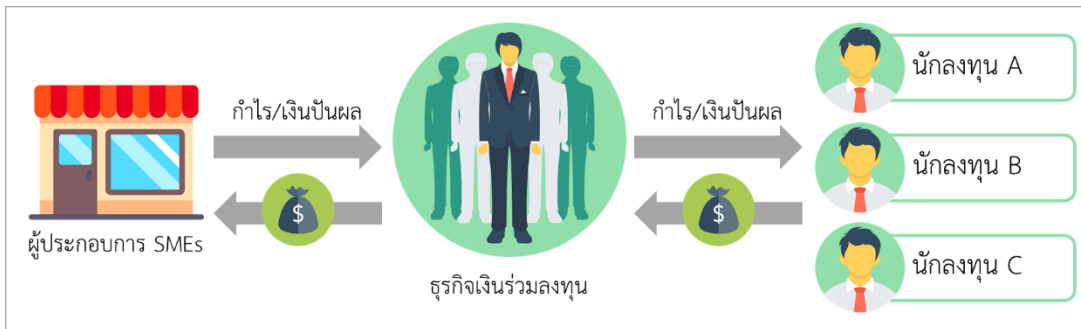 กำไร/เงินปันผล
$
ผู้ประกอบการ SMEs
ธุรกิจเงินร่วมลงทุน
กำไร/เงินปันผล
$
นักลงทุน A
นักลงทุน B
นักลงทุน C